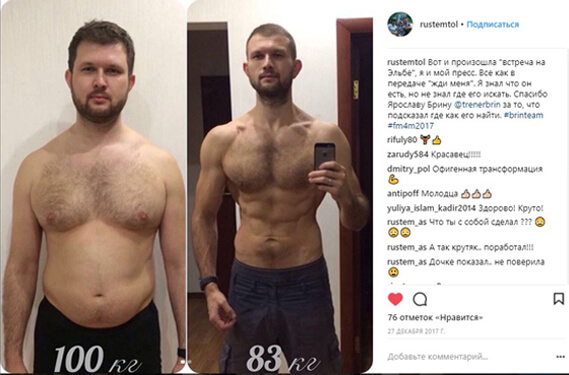 rustemtol • Подписаться
rustemtol Вот и произошла "встреча на
Эльбе", я и мой пресс. Все как в
передаче "жди меня". Я знал что он
есть, но не знал где его искать. Спасибо
Ярославу Брину @trenerbrin за то, что
подсказал где как его найти. #brinteam
#fm4m2017
rifuly80
zarudy584 Красавец!!!!!
dmitry_pol Офигенная трансформация
antipoff Молодца
yuliya_islam_kadir2014 Здорово! Круто!
rustem_as Что ты с собой сделал ???
rustem_as А так крутяк.. поработал!!!
rustem_as Дочке показал.. не поверила
76 отметок «Нравится»
27 ДЕКАБРЯ 2017 Г.
Добавьте комментарий...
100 кг
83 кг